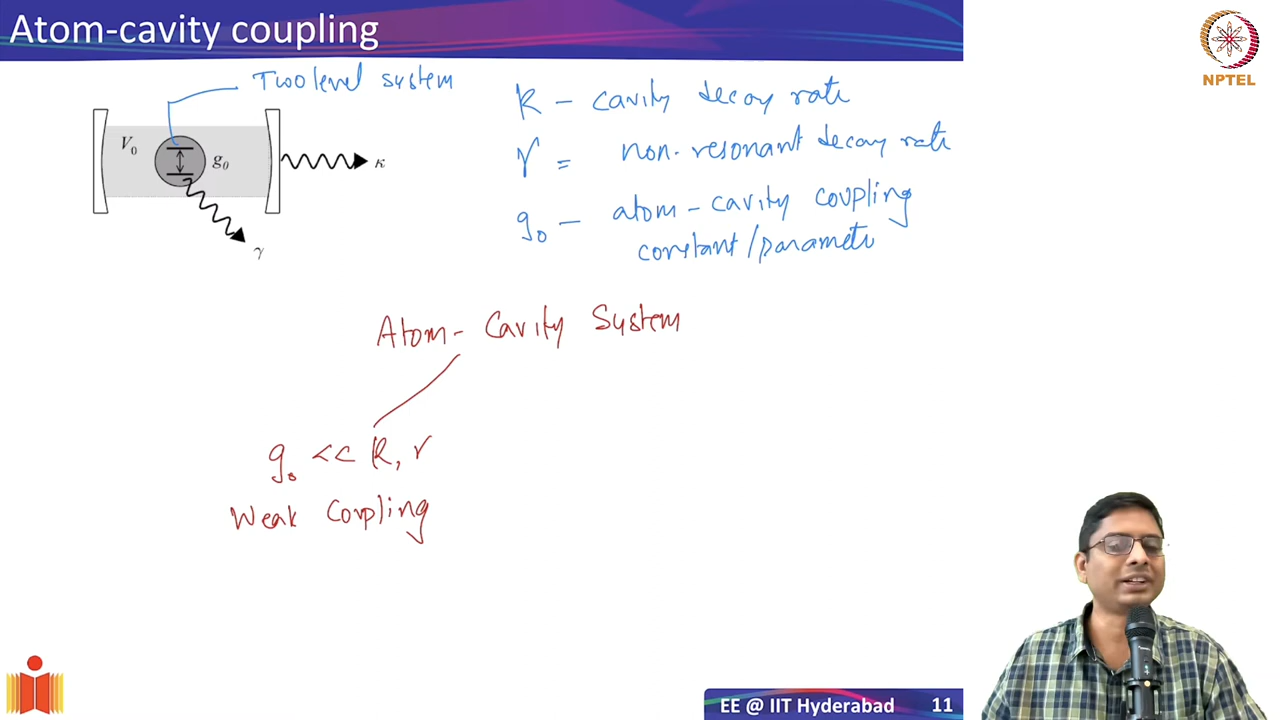 Atom-cavity coupling
NPTEL
Two level system
V0
g0
κ
γ
K - cavity decay rate
γ = non-resonant decay rate
g0 - atom-cavity coupling
constant/parameter
Atom-Cavity System
g0 << K, γ
Weak Coupling
EE @ IIT Hyderabad 11